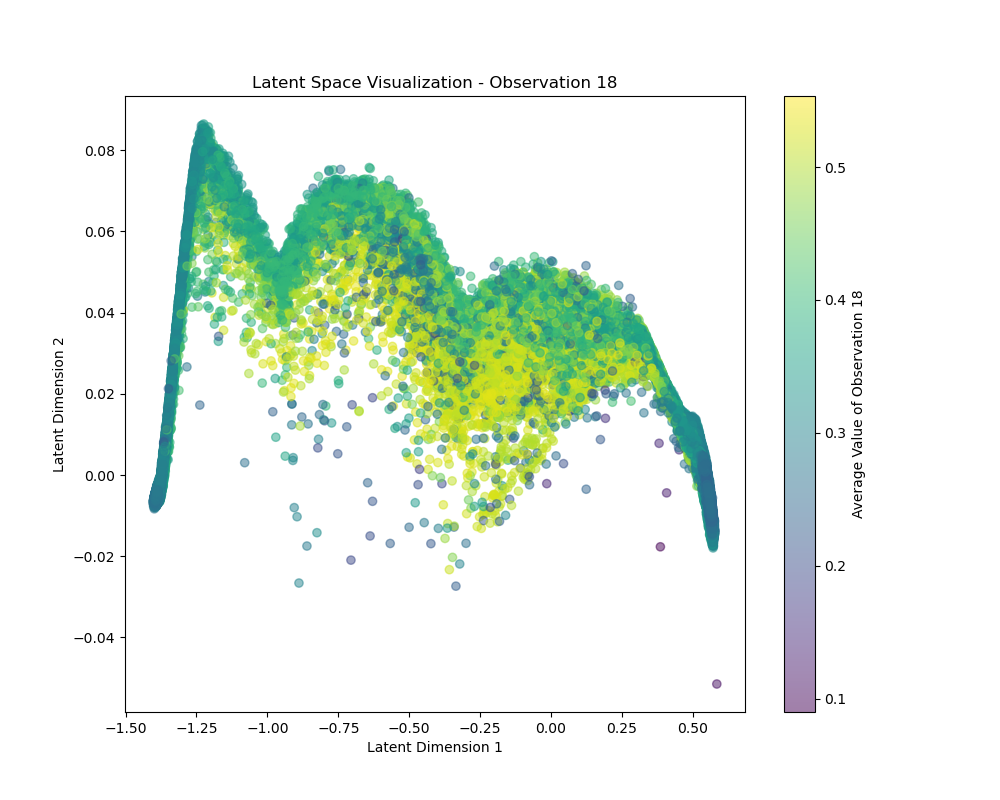 Latent Space Visualization - Observation 18
0.08
0.06
0.04
0.02
0.00
−0.02
−0.04
Latent Dimension 2
−1.50 −1.25 −1.00 −0.75 −0.50 −0.25 0.00 0.25 0.50
Latent Dimension 1
0.5
0.4
0.3
0.2
0.1
Average Value of Observation 18